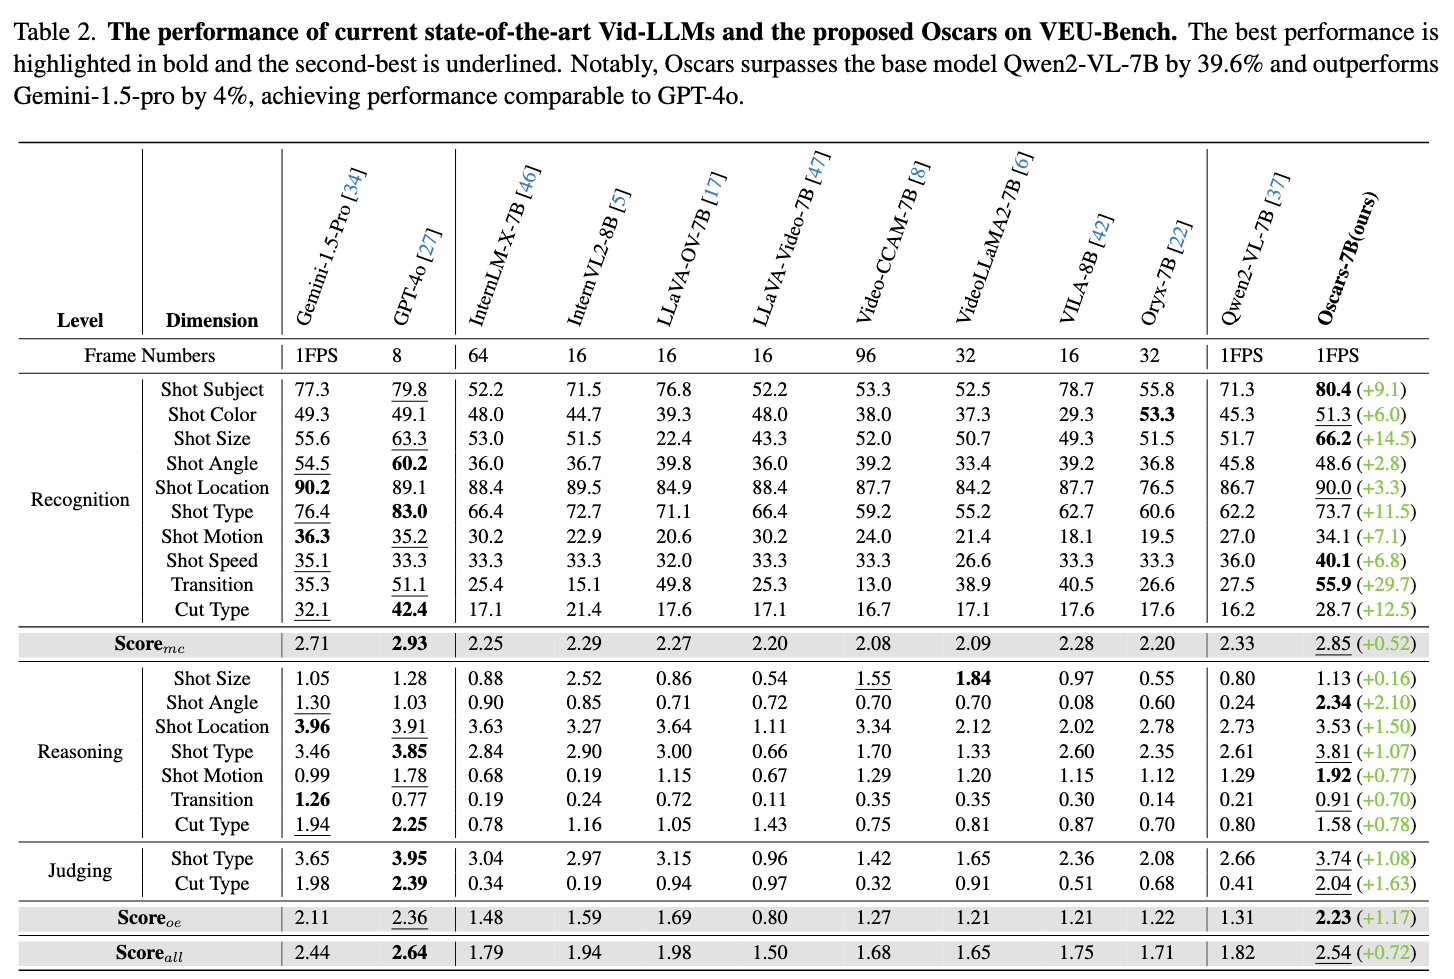 Table 2. The performance of current state-of-the-art Vid-LLMs and the proposed Oscars on VEU-Bench. The best performance is
highlighted in bold and the second-best is underlined. Notably, Oscars surpasses the base model Qwen2-VL-7B by 39.6% and outperforms
Gemini-1.5-pro by 4%, achieving performance comparable to GPT-4o.
Level Dimension Gemini-1.5-Pro [34] GPT-4o [27] InternLM-X-7B [46] InternVL2-8B [5] LLaVA-OV-7B [17] LLaVA-Video-7B [47] Video-CCAM-7B [8] VideoLLaMA2-7B [6] VILA-8B [42] Oryx-7B [22] Qwen2-VL-7B [37] Oscars-7B(ours)
Frame Numbers 1FPS 8 64 16 16 16 96 32 16 32 1FPS 1FPS
Recognition
Shot Subject 77.3 79.8 52.2 71.5 76.8 52.2 53.3 52.5 78.7 55.8 71.3 80.4 (+9.1)
Shot Color 49.3 49.1 48.0 44.7 39.3 48.0 38.0 37.3 29.3 53.3 45.3 51.3 (+6.0)
Shot Size 55.6 63.3 53.0 51.5 22.4 43.3 52.0 50.7 49.3 51.5 51.7 66.2 (+14.5)
Shot Angle 54.5 60.2 36.0 36.7 39.8 36.0 39.2 33.4 39.2 36.8 45.8 48.6 (+2.8)
Shot Location 90.2 89.1 88.4 89.5 84.9 88.4 87.7 84.2 87.7 76.5 86.7 90.0 (+3.3)
Shot Type 76.4 83.0 66.4 72.7 71.1 66.4 59.2 55.2 62.7 60.6 62.2 73.7 (+11.5)
Shot Motion 36.3 35.2 30.2 22.9 20.6 30.2 24.0 21.4 18.1 19.5 27.0 34.1 (+7.1)
Shot Speed 35.1 33.3 33.3 33.3 32.0 33.3 33.3 26.6 33.3 33.3 36.0 40.1 (+6.8)
Transition 35.3 51.1 25.4 15.1 49.8 25.3 13.0 38.9 40.5 26.6 27.5 55.9 (+29.7)
Cut Type 32.1 42.4 17.1 21.4 17.6 17.1 16.7 17.1 17.6 17.6 16.2 28.7 (+12.5)
Score mc 2.71 2.93 2.25 2.29 2.27 2.20 2.08 2.09 2.28 2.20 2.33 2.85 (+0.52)
Reasoning
Shot Size 1.05 1.28 0.88 2.52 0.86 0.54 1.55 1.84 0.97 0.55 0.80 1.13 (+0.16)
Shot Angle 1.30 1.03 0.90 0.85 0.71 0.72 0.70 0.70 0.08 0.60 0.24 2.34 (+2.10)
Shot Location 3.96 3.91 3.63 3.27 3.64 1.11 3.34 2.12 2.02 2.78 2.73 3.53 (+1.50)
Shot Type 3.46 3.85 2.84 2.90 3.00 0.66 1.70 1.33 2.60 2.35 2.61 3.81 (+1.07)
Shot Motion 0.99 1.78 0.68 0.19 1.15 0.67 1.29 1.20 1.15 1.12 1.29 1.92 (+0.77)
Transition 1.26 0.77 0.19 0.24 0.72 0.11 0.35 0.35 0.30 0.14 0.21 0.91 (+0.70)
Cut Type 1.94 2.25 0.78 1.16 1.05 1.43 0.75 0.81 0.87 0.70 0.80 1.58 (+0.78)
Judging
Shot Type 3.65 3.95 3.04 2.97 3.15 0.96 1.42 1.65 2.36 2.08 2.66 3.74 (+1.08)
Cut Type 1.98 2.39 0.34 0.19 0.94 0.97 0.32 0.91 0.51 0.68 0.41 2.04 (+1.63)
Score oe 2.11 2.36 1.48 1.59 1.69 0.80 1.27 1.21 1.21 1.22 1.31 2.23 (+1.17)
Score all 2.44 2.64 1.79 1.94 1.98 1.50 1.68 1.65 1.75 1.71 1.82 2.54 (+0.72)